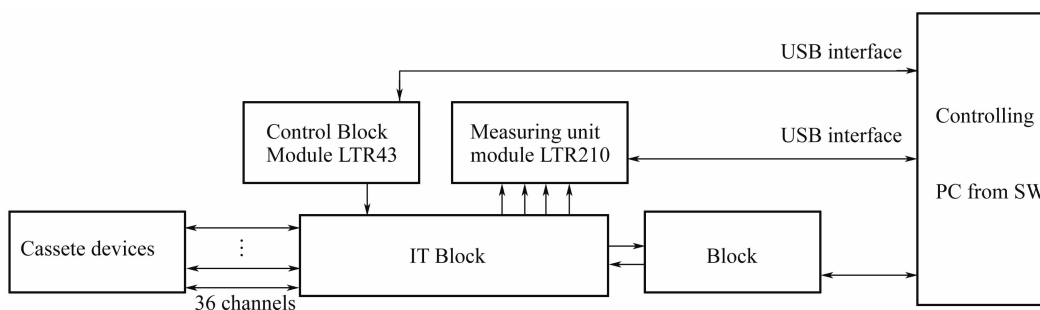 USB interface
Control Block
Module LTR43
Measuring unit
module LTR210
USB interface
Controlling
PC from SW
Cassete devices
⋮
36 channels
IT Block
Block